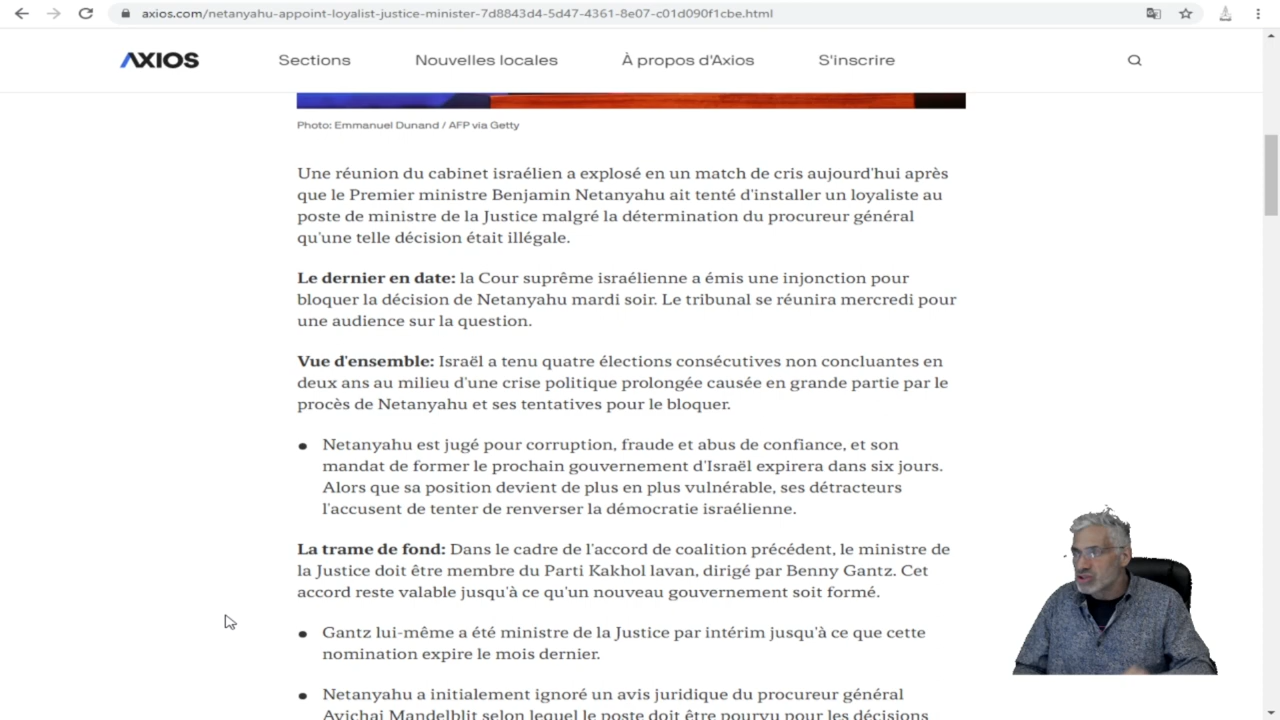 axios.com/netanyahu-appoint-loyalist-justice-minister-7d8843d4-5d47-4361-8e07-c01d090f1cbe.html
AXIOS
Sections
Nouvelles locales
À propos d'Axios
S'inscrire
Photo: Emmanuel Dunand / AFP via Getty
Une réunion du cabinet israélien a explosé en un match de cris aujourd'hui après
que le Premier ministre Benjamin Netanyahu ait tenté d'installer un loyaliste au
poste de ministre de la Justice malgré la détermination du procureur général
qu'une telle décision était illégale.
Le dernier en date: la Cour suprême israélienne a émis une injonction pour
bloquer la décision de Netanyahu mardi soir. Le tribunal se réunira mercredi pour
une audience sur la question.
Vue d'ensemble: Israël a tenu quatre élections consécutives non concluantes en
deux ans au milieu d'une crise politique prolongée causée en grande partie par le
procès de Netanyahu et ses tentatives pour le bloquer.
• Netanyahu est jugé pour corruption, fraude et abus de confiance, et son
mandat de former le prochain gouvernement d'Israël expirera dans six jours.
Alors que sa position devient de plus en plus vulnérable, ses détracteurs
l'accusent de tenter de renverser la démocratie israélienne.
La trame de fond: Dans le cadre de l'accord de coalition précédent, le ministre de
la Justice doit être membre du Parti Kakhol lavan, dirigé par Benny Gantz. Cet
accord reste valable jusqu'à ce qu'un nouveau gouvernement soit formé.
• Gantz lui-même a été ministre de la Justice par intérim jusqu'à ce que cette
nomination expire le mois dernier.
• Netanyahu a initialement ignoré un avis juridique du procureur général
Avichai Mandelblit selon lequel le poste doit être pourvu pour les décisions